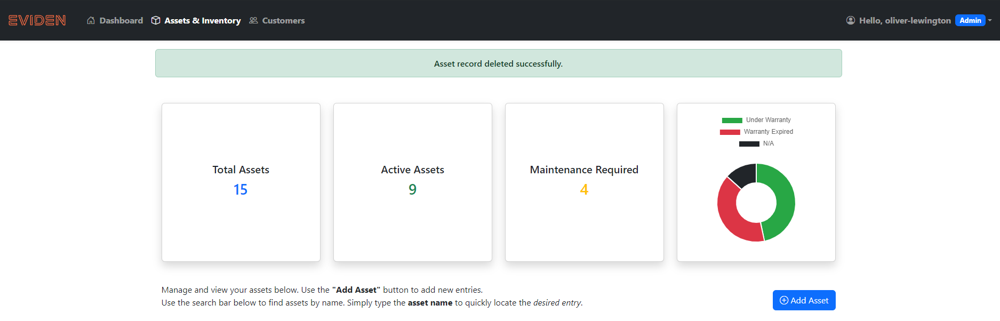 EVIDEN Dashboard Assets & Inventory Customers Hello, oliver-lewington Admin
Asset record deleted successfully.
Total Assets
15
Active Assets
9
Maintenance Required
4
Under Warranty
Warranty Expired
N/A
Manage and view your assets below. Use the "Add Asset" button to add new entries.
Use the search bar below to find assets by name. Simply type the asset name to quickly locate the desired entry.
Add Asset